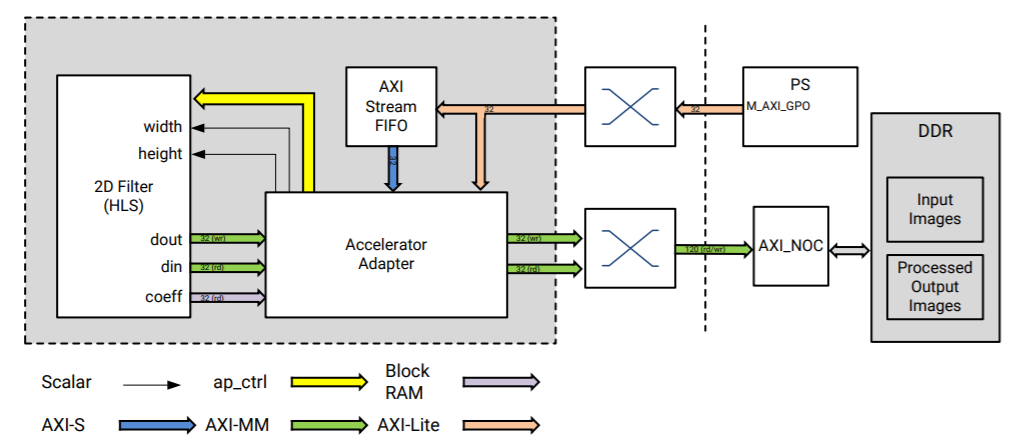 AXI
Stream
FIFO
32
32
PS
M_AXI_GPO
DDR
width
height
32
2D Filter
(HLS)
Accelerator
Adapter
dout
32 (wr)
din
32 (rd)
coeff
32 (rd)
32 (wr)
32 (rd)
120 (rd/wr)
AXI_NOC
Input
Images
Processed
Output
Images
Scalar
ap_ctrl
Block
RAM
AXI-S
AXI-MM
AXI-Lite